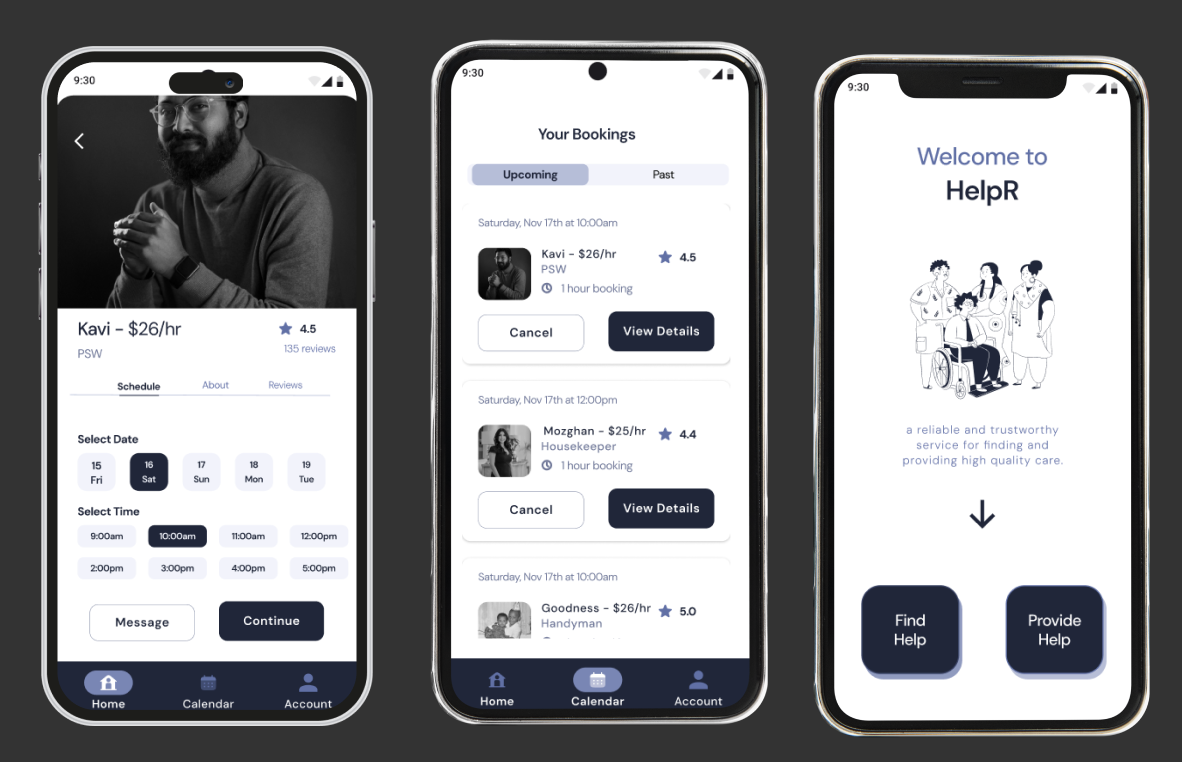 9:30
Kavi – $26/hr
4.5
PSW
135 reviews
Schedule
About
Reviews
Select Date
15
Fri
16
Sat
17
Sun
18
Mon
19
Tue
Select Time
9:00am
10:00am
11:00am
12:00pm
2:00pm
3:00pm
4:00pm
5:00pm
Message
Continue
Home
Calendar
Account
9:30
Your Bookings
Upcoming
Past
Saturday, Nov 17th at 10:00am
Kavi – $26/hr
4.5
PSW
1 hour booking
Cancel
View Details
Saturday, Nov 17th at 12:00pm
Mozghan - $25/hr
4.4
Housekeeper
1 hour booking
Cancel
View Details
Saturday, Nov 17th at 10:00am
Goodness - $26/hr
5.0
Handyman
Home
Calendar
Account
9:30
Welcome to
HelpR
a reliable and trustworthy
service for finding and
providing high quality care.
Find
Help
Provide
Help